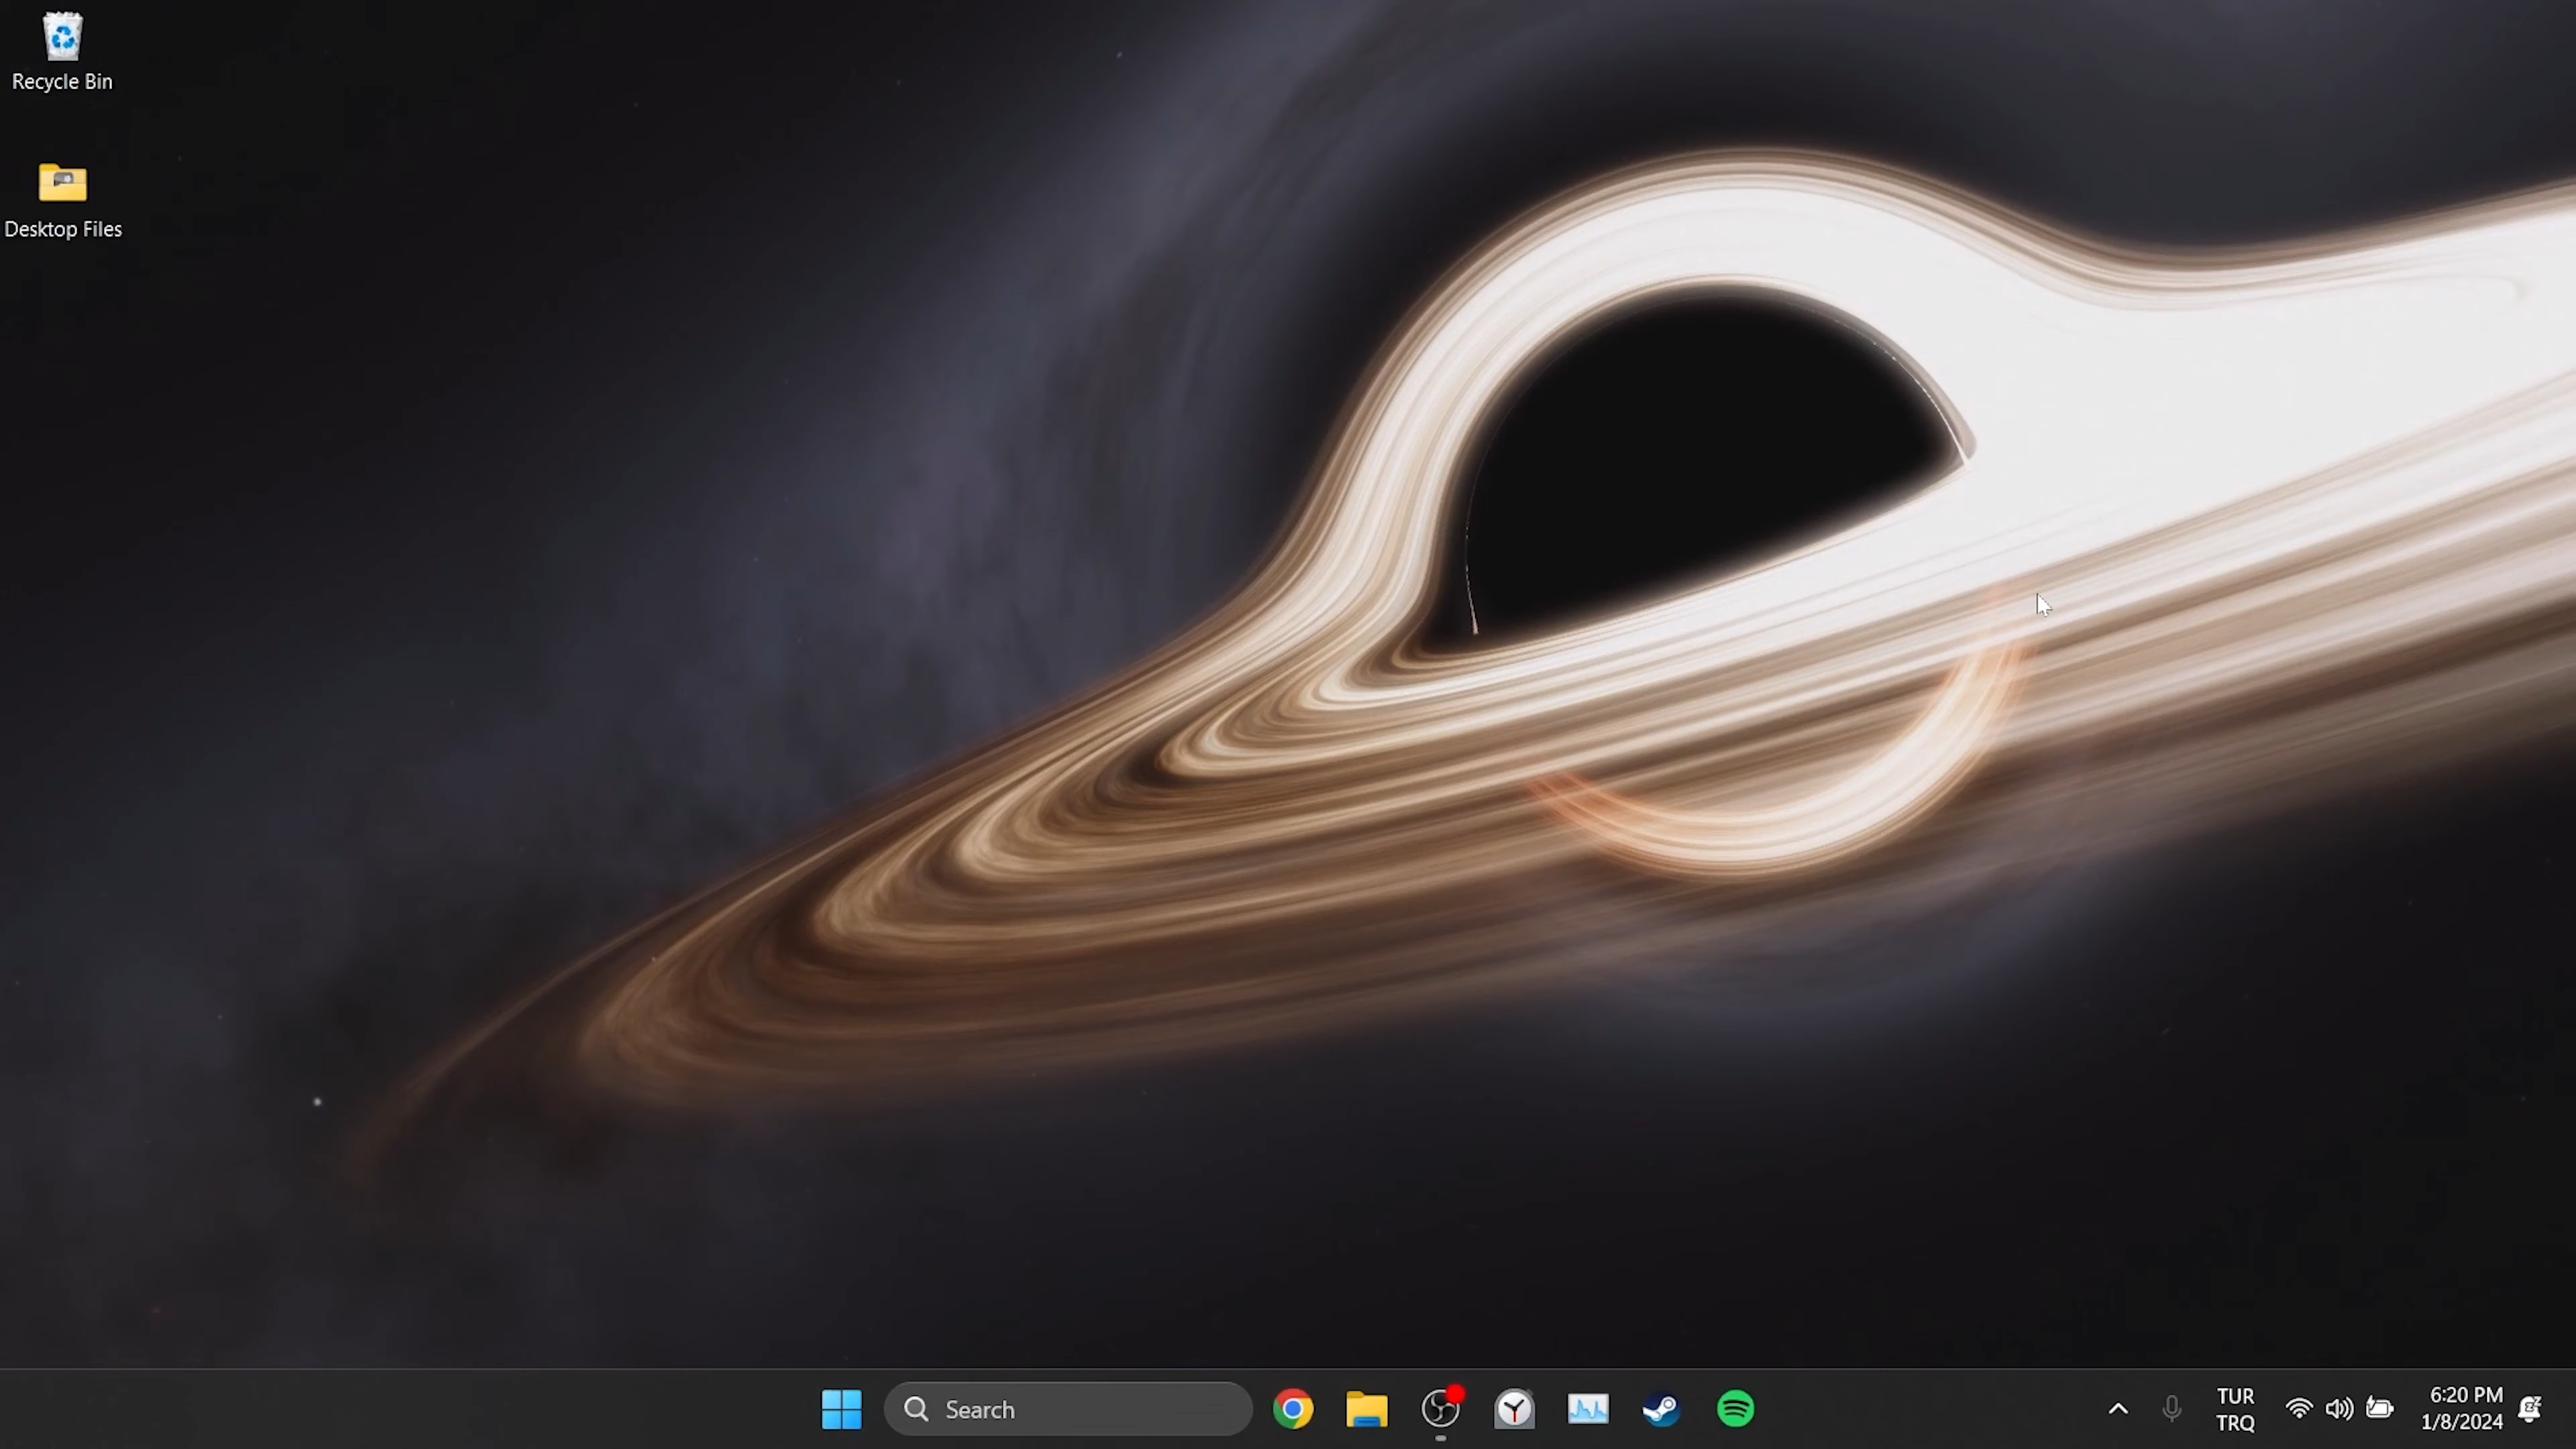 Recycle Bin
Desktop Files
Search
TUR
TRQ
6:20 PM
1/8/2024